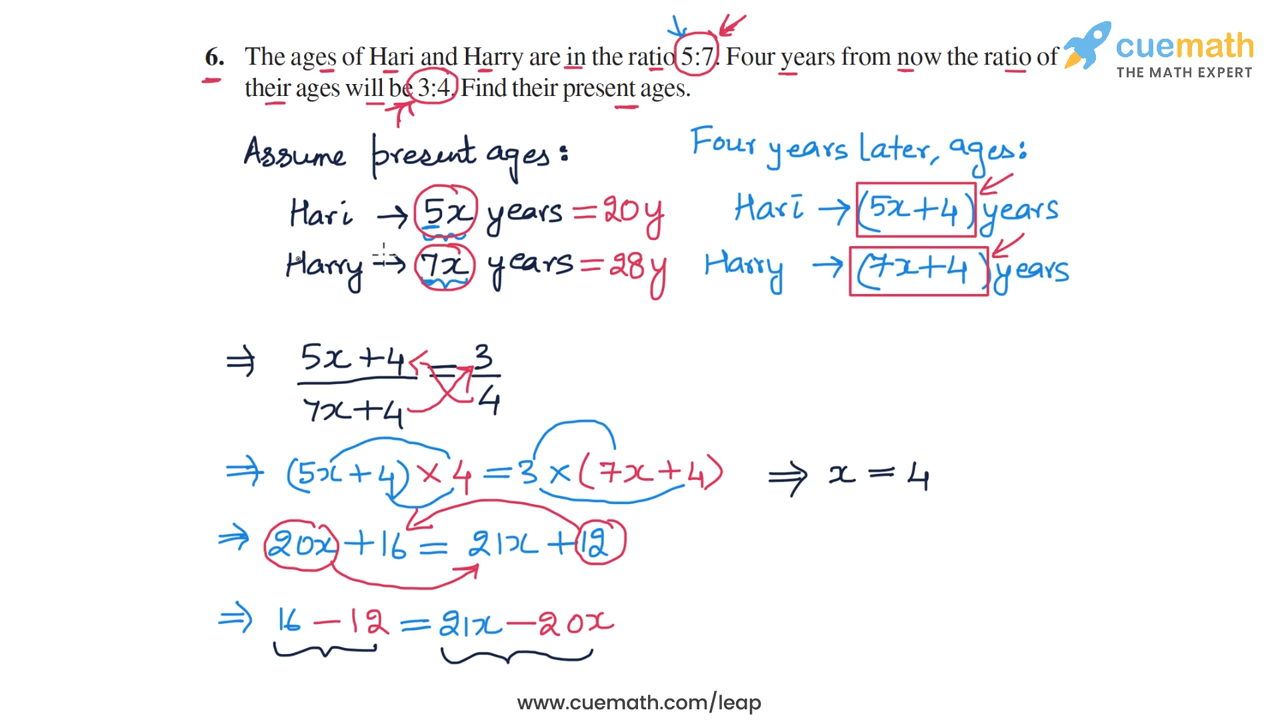 cuemath
THE MATH EXPERT
6. The ages of Hari and Harry are in the ratio 5:7. Four years from now the ratio of
their ages will be 3:4. Find their present ages.
Assume present ages:
Hari → 5x years = 20y
Harry → 7x years = 28y
Four years later, ages:
Hari → (5x+4) years
Harry → (7x+4) years
⇒ 5x+4 = 3
7x+4 4
⇒ (5x+4) × 4 = 3 × (7x+4)
⇒ 20x + 16 = 21x + 12
⇒ 16 - 12 = 21x - 20x
⇒ x = 4
www.cuemath.com/leap